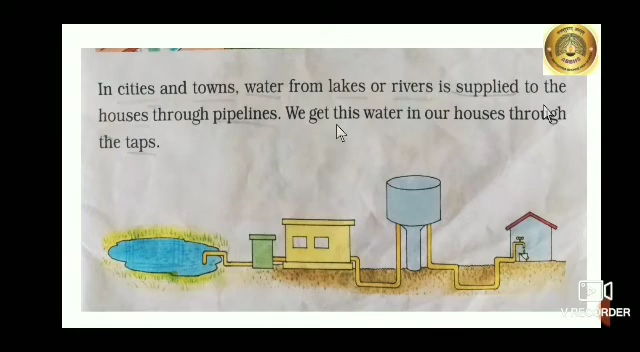 In cities and towns, water from lakes or rivers is supplied to the
houses through pipelines. We get this water in our houses through
the taps.
V RECORDER